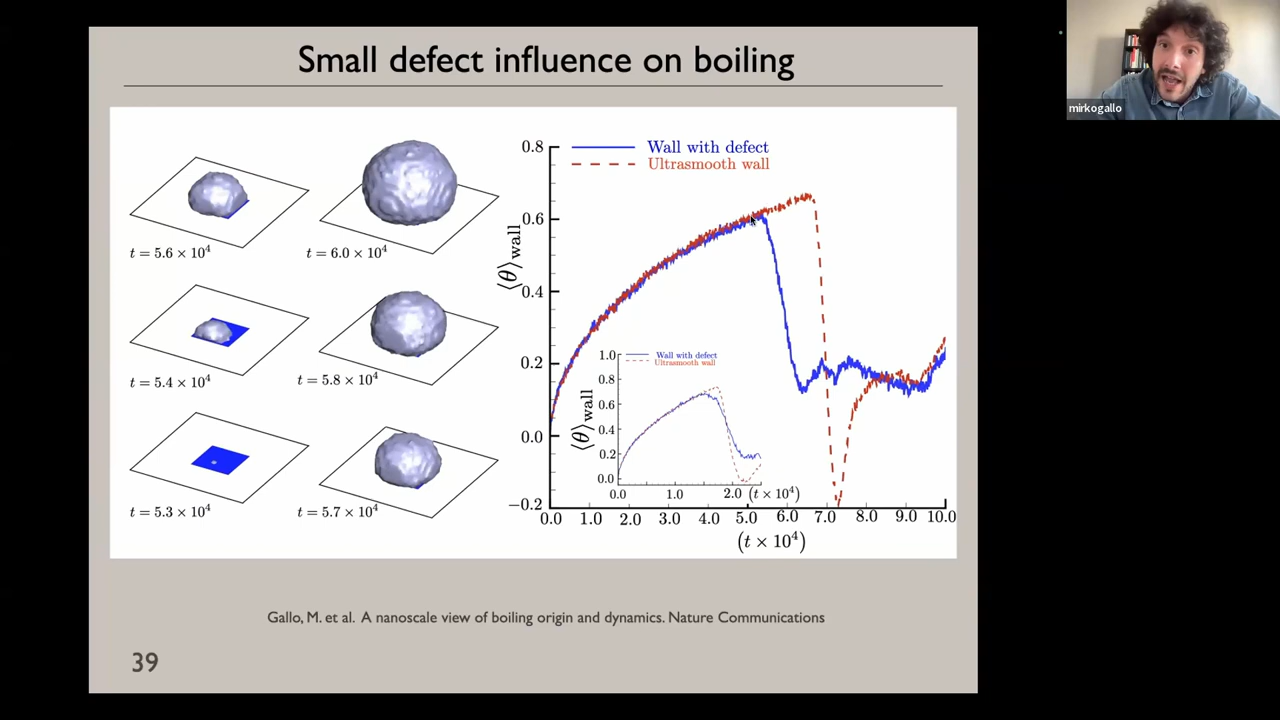 Small defect influence on boiling
mirkogallo
t = 5.6 × 10⁴
t = 6.0 × 10⁴
t = 5.4 × 10⁴
t = 5.8 × 10⁴
t = 5.3 × 10⁴
t = 5.7 × 10⁴
Wall with defect
Ultrasmooth wall
⟨θ⟩wall
0.8
0.6
0.4
0.2
0.0
−0.2
0.0 1.0 2.0 3.0 4.0 5.0 6.0 7.0 8.0 9.0 10.0
(t × 10⁴)
Wall with defect
Ultrasmooth wall
⟨θ⟩wall
1.0
0.8
0.6
0.4
0.2
0.0
0.0 1.0 2.0 (t × 10⁴)
Gallo, M. et al. A nanoscale view of boiling origin and dynamics. Nature Communications
39